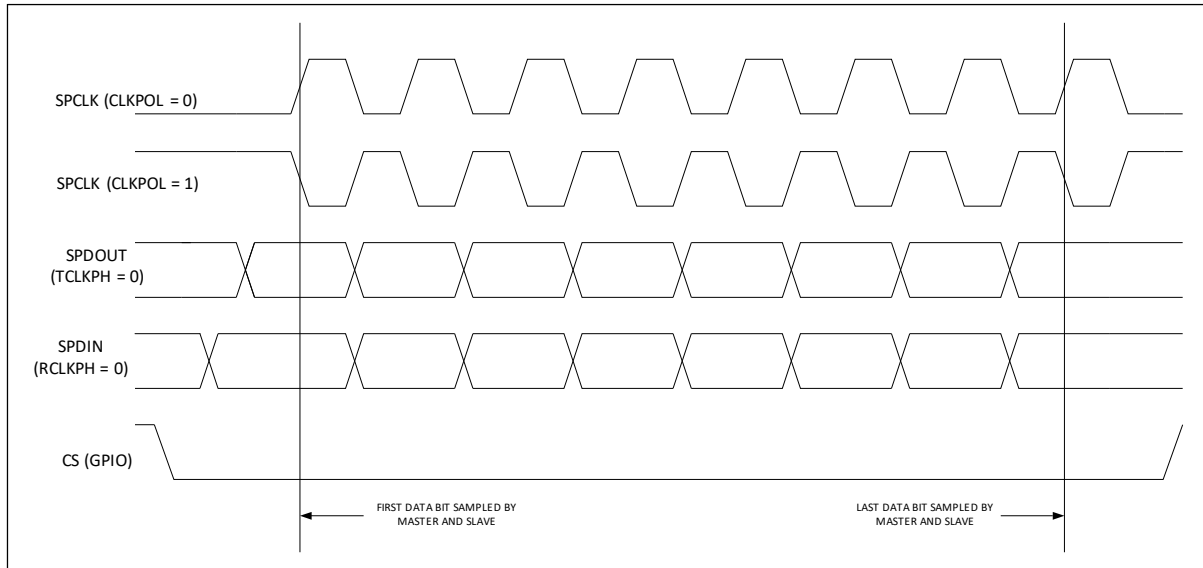 SPCLK (CLKPOL = 0)
SPCLK (CLKPOL = 1)
SPDOUT
(TCLKPH = 0)
SPDIN
(RCLKPH = 0)
CS (GPIO)
FIRST DATA BIT SAMPLED BY
MASTER AND SLAVE
LAST DATA BIT SAMPLED BY
MASTER AND SLAVE